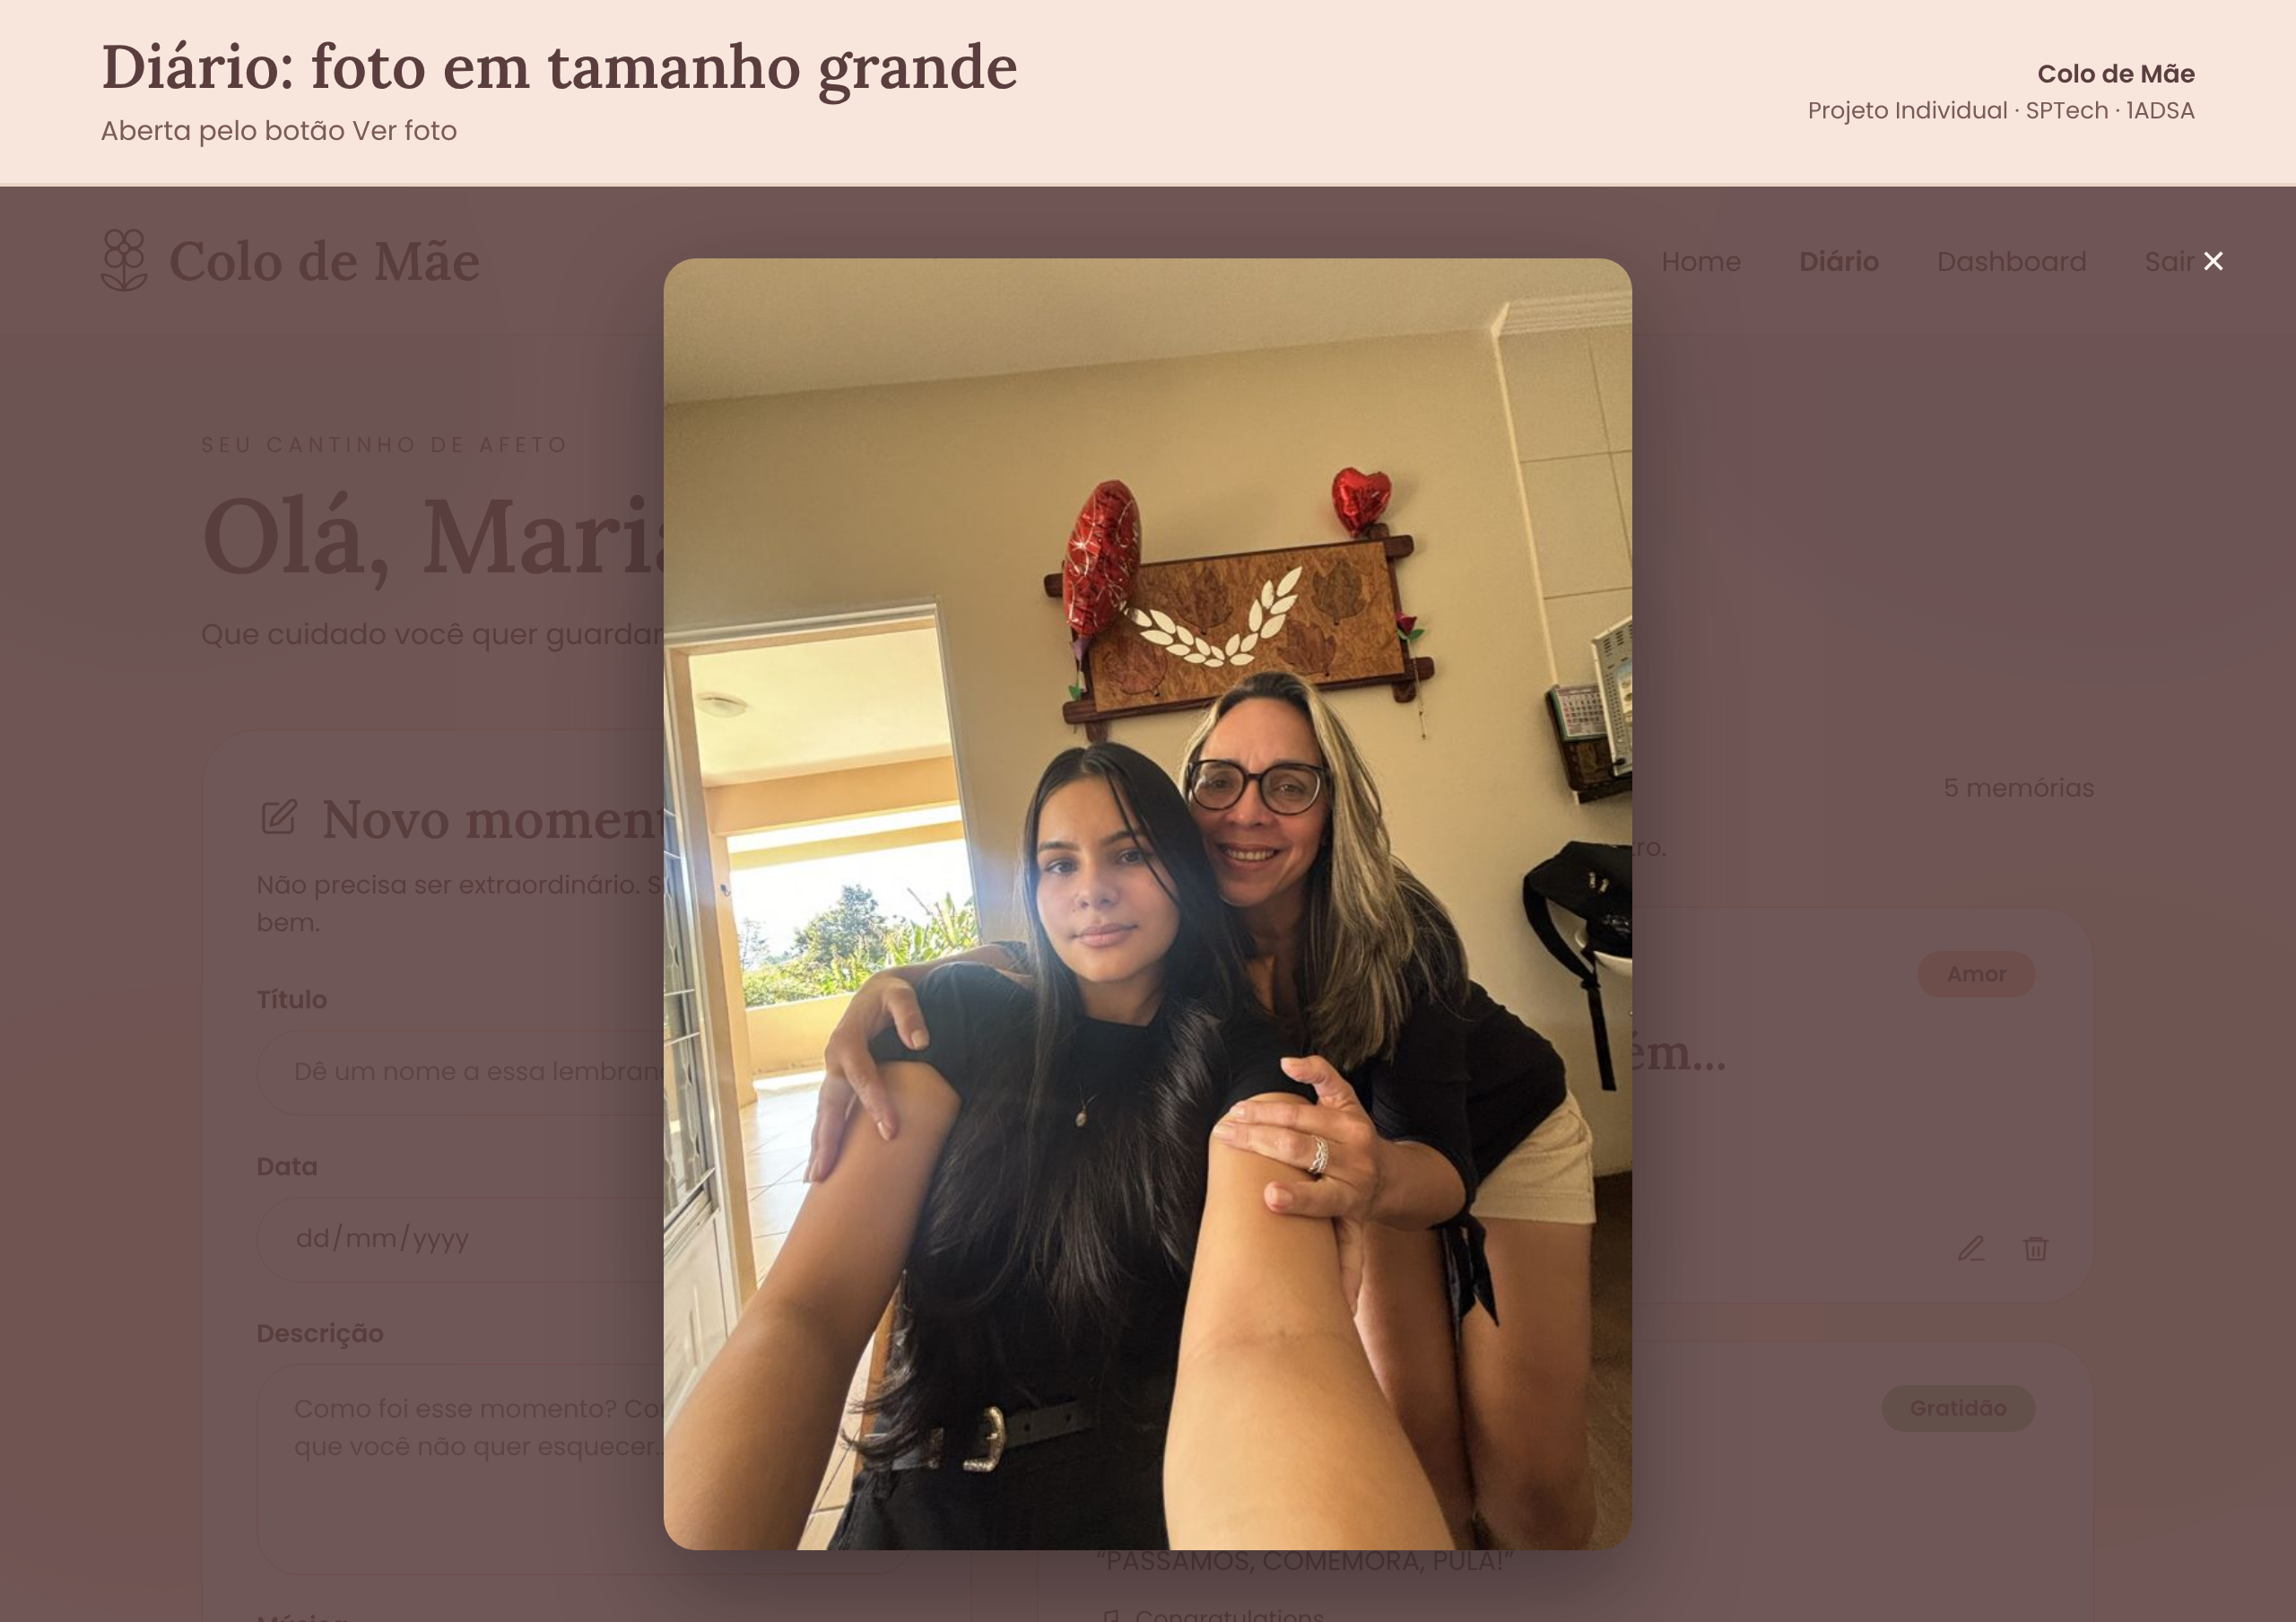 Diário: foto em tamanho grande
Aberta pelo botão Ver foto
Colo de Mãe
Projeto Individual · SPTech · 1ADSA
Colo de Mãe
Home Diário Dashboard Sair ×
SEU CANTINHO DE AFETO
Olá, Maria
Que cuidado você quer guardar
Novo moment
Não precisa ser extraordinário. S
bem.
Título
Dê um nome a essa lembranç
Data
dd/mm/yyyy
Descrição
Como foi esse momento? Co
que você não quer esquecer.
5 memórias
tro.
Amor
ém...
Gratidão
“PASSAMOS, COMEMORA, PULA!”
Congratulations